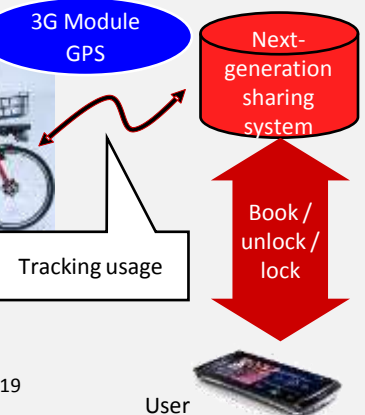 3G Module
GPS
Next-
generation
sharing
system
Book /
unlock /
lock
Tracking usage
19
User